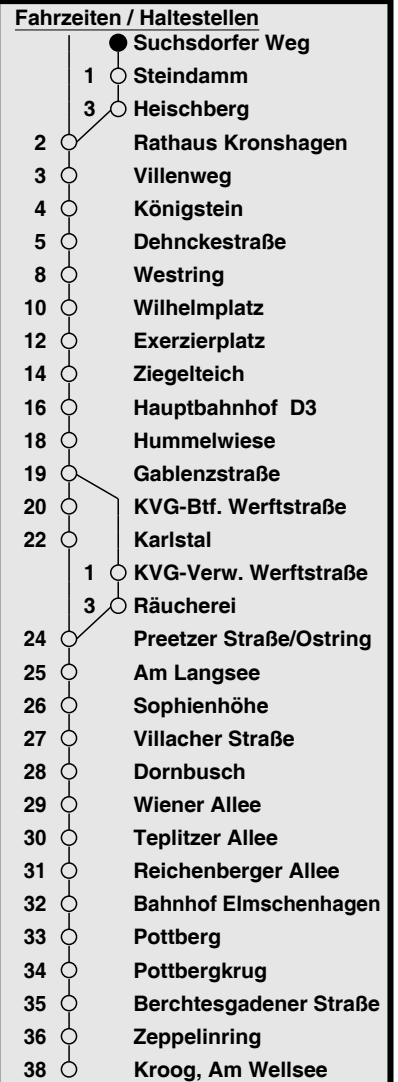 Fahrzeiten / Haltestellen
Suchsdorfer Weg
1 Steindamm
3 Heischberg
2 Rathaus Kronshagen
3 Villenweg
4 Königstein
5 Dehnckestraße
8 Westring
10 Wilhelmplatz
12 Exerzierplatz
14 Ziegelteich
16 Hauptbahnhof D3
18 Hummelwiese
19 Gablenzstraße
20 KVG-Btf. Werftstraße
22 Karlstal
1 KVG-Verw. Werftstraße
3 Räucherei
24 Preetzer Straße/Ostring
25 Am Langsee
26 Sophienhöhe
27 Villacher Straße
28 Dornbusch
29 Wiener Allee
30 Teplitzer Allee
31 Reichenberger Allee
32 Bahnhof Elmschenhagen
33 Pottberg
34 Pottbergkrug
35 Berchtesgadener Straße
36 Zeppelinring
38 Kroog, Am Wellsee